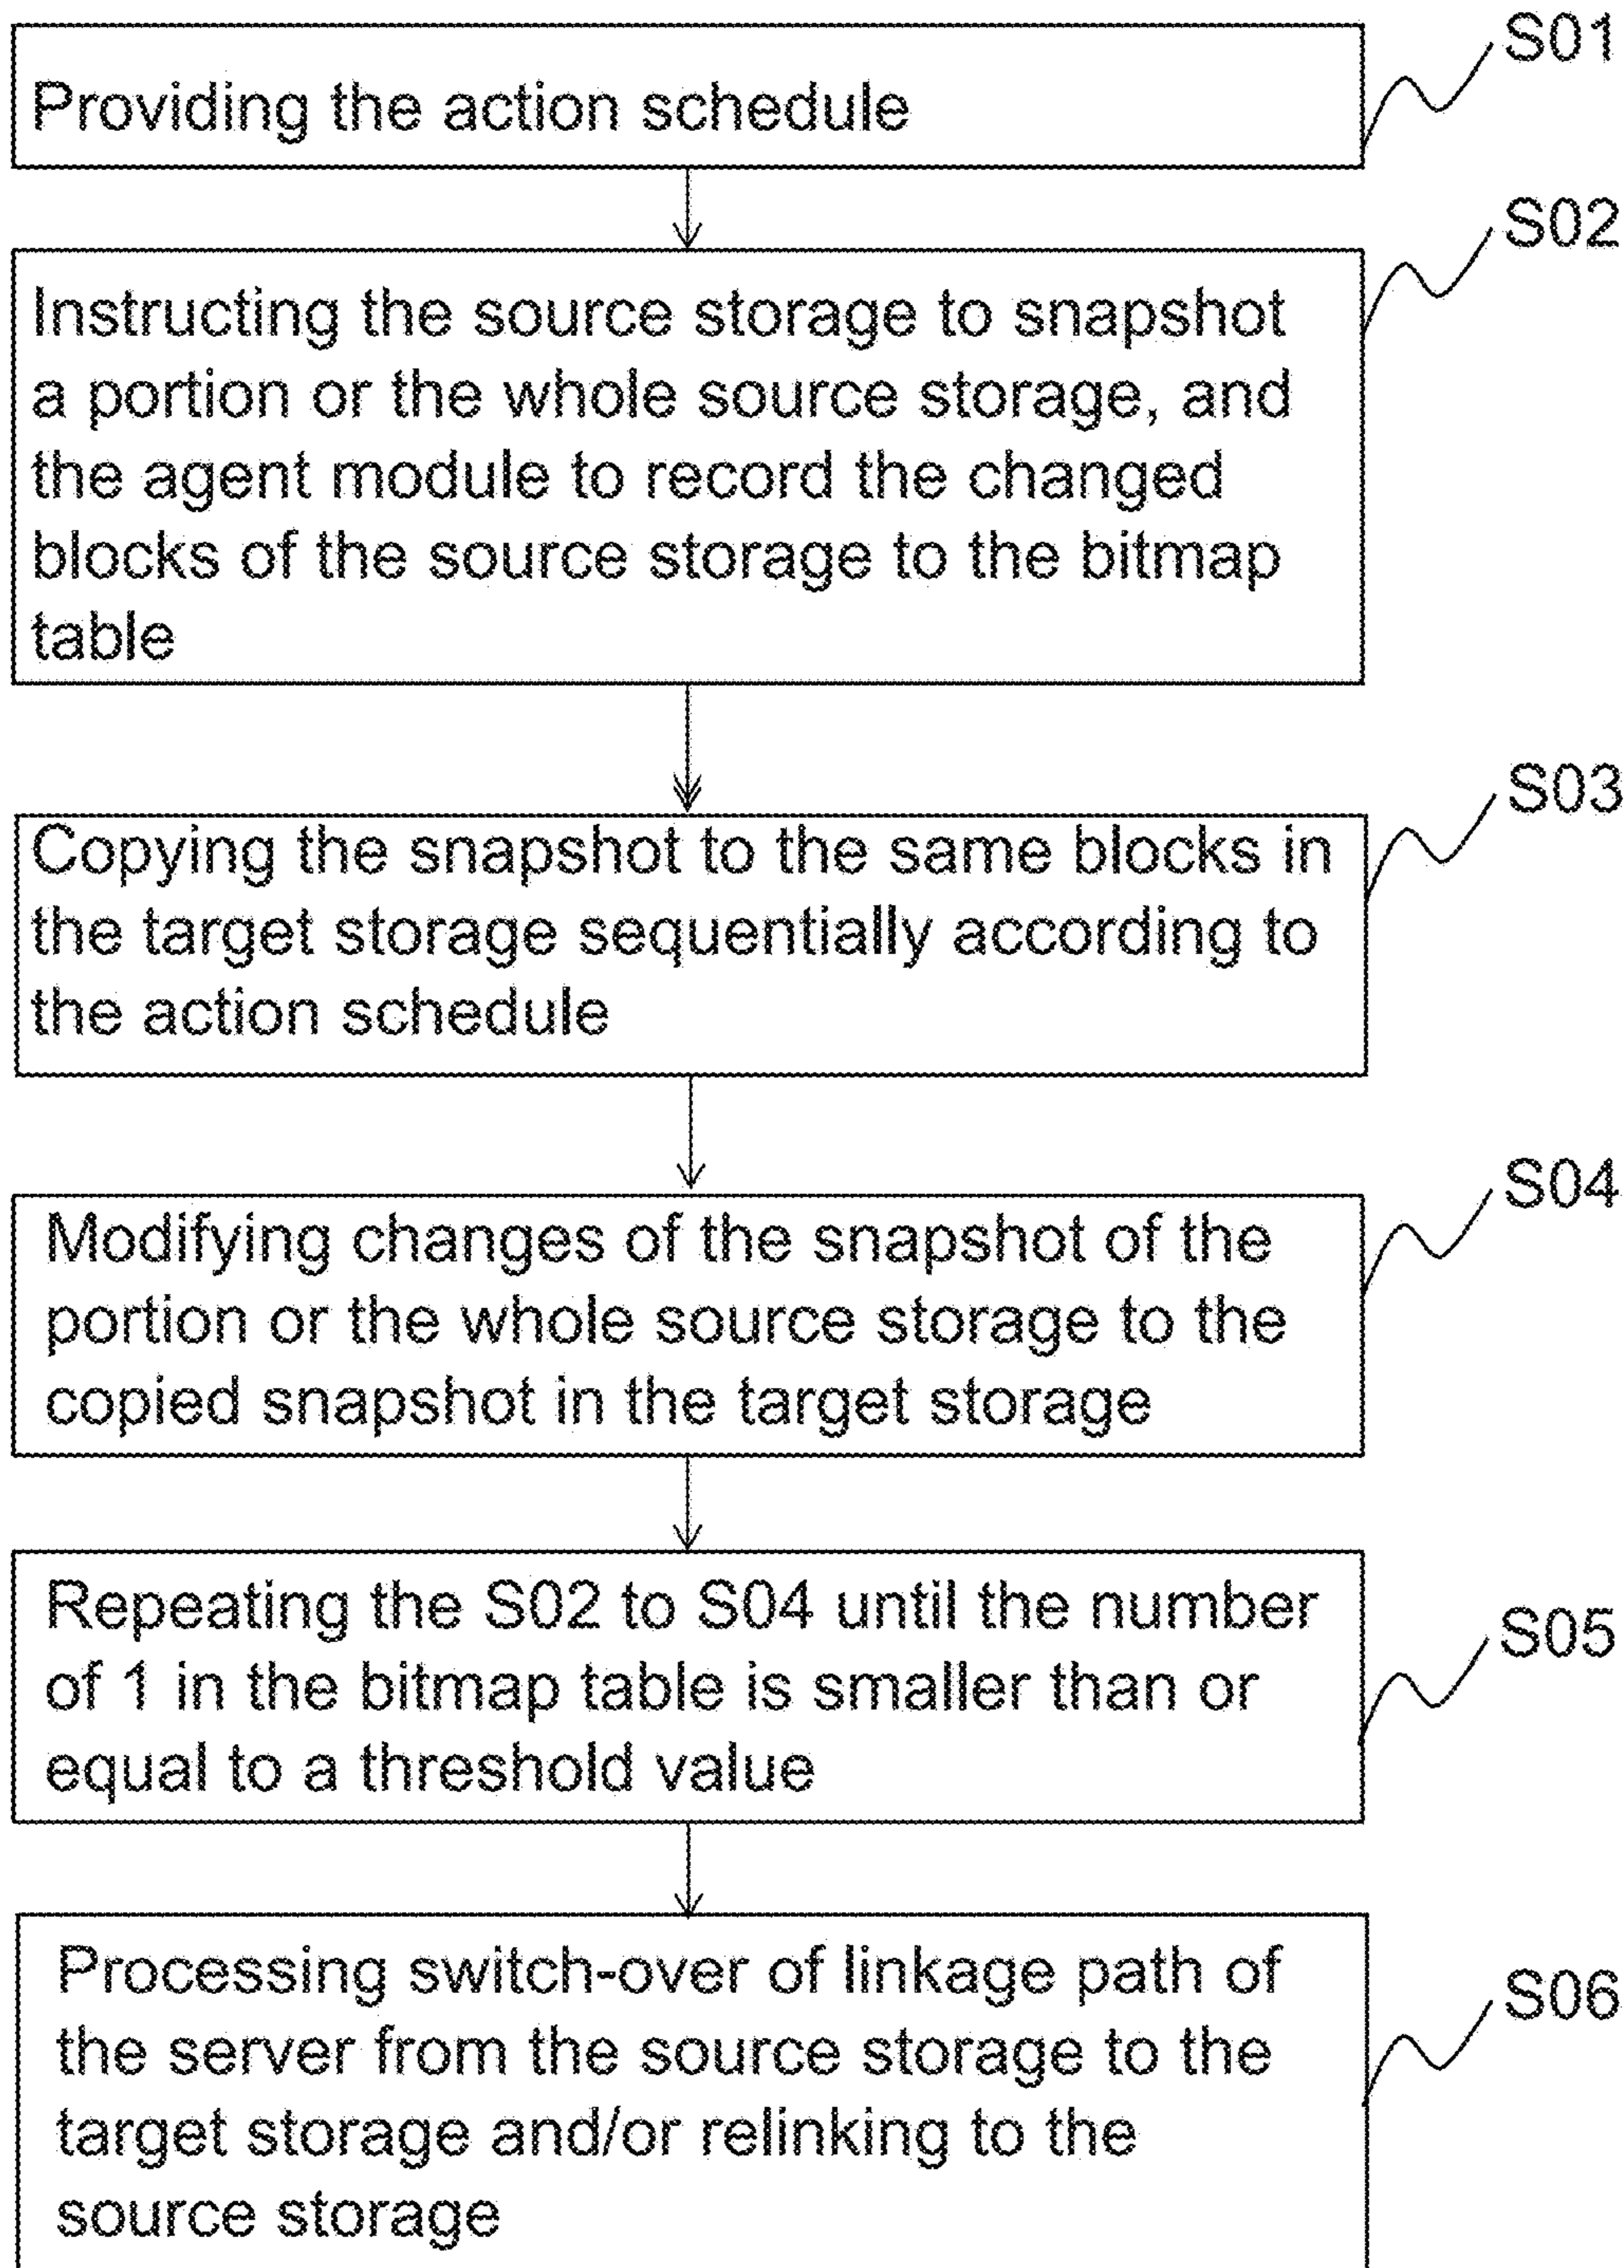 S01
Providing the action schedule
S02
Instructing the source storage to snapshot
a portion or the whole source storage, and
the agent module to record the changed
blocks of the source storage to the bitmap
table
S03
Copying the snapshot to the same blocks in
the target storage sequentially according to
the action schedule
S04
Modifying changes of the snapshot of the
portion or the whole source storage to the
copied snapshot in the target storage
S05
Repeating the S02 to S04 until the number
of 1 in the bitmap table is smaller than or
equal to a threshold value
S06
Processing switch-over of linkage path of
the server from the source storage to the
target storage and/or relinking to the
source storage